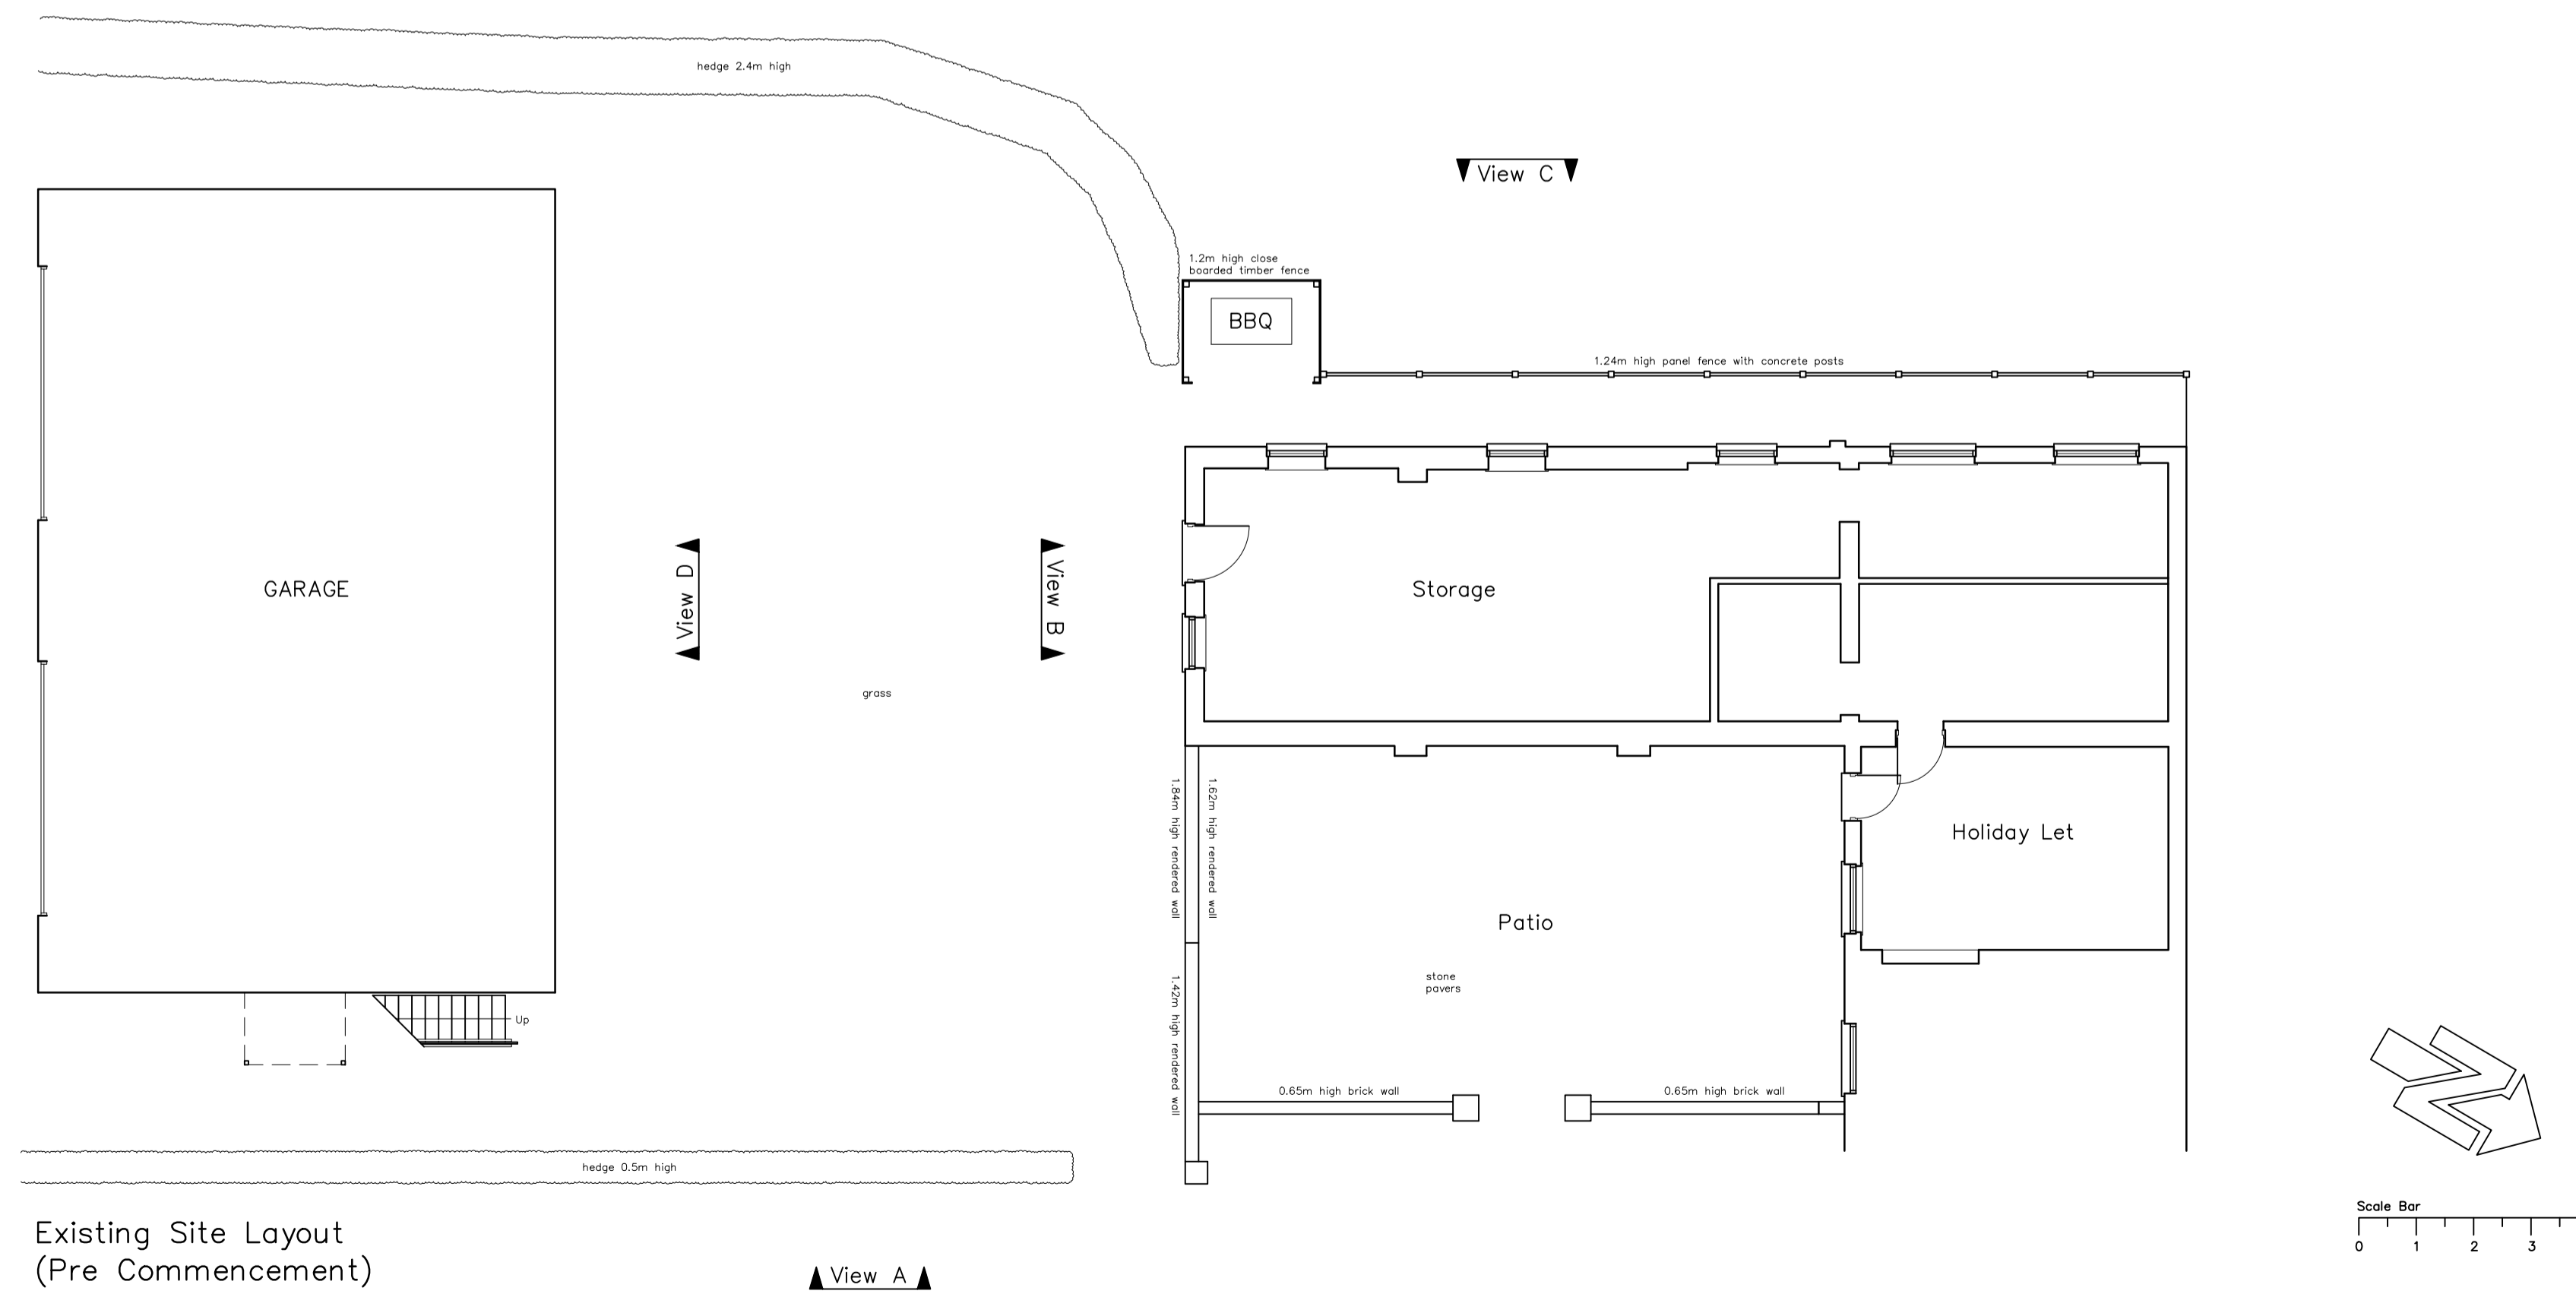 hedge 2.4m high
View C
1.2m high close
boarded timber fence
BBQ
1.24m high panel fence with concrete posts
GARAGE
View D
View B
Storage
grass
1.84m high rendered wall
1.62m high rendered wall
Holiday Let
Patio
stone
pavers
1.42m high rendered wall
Up
0.65m high brick wall
0.65m high brick wall
hedge 0.5m high
N
Existing Site Layout
(Pre Commencement)
View A
Scale Bar
0 1 2 3